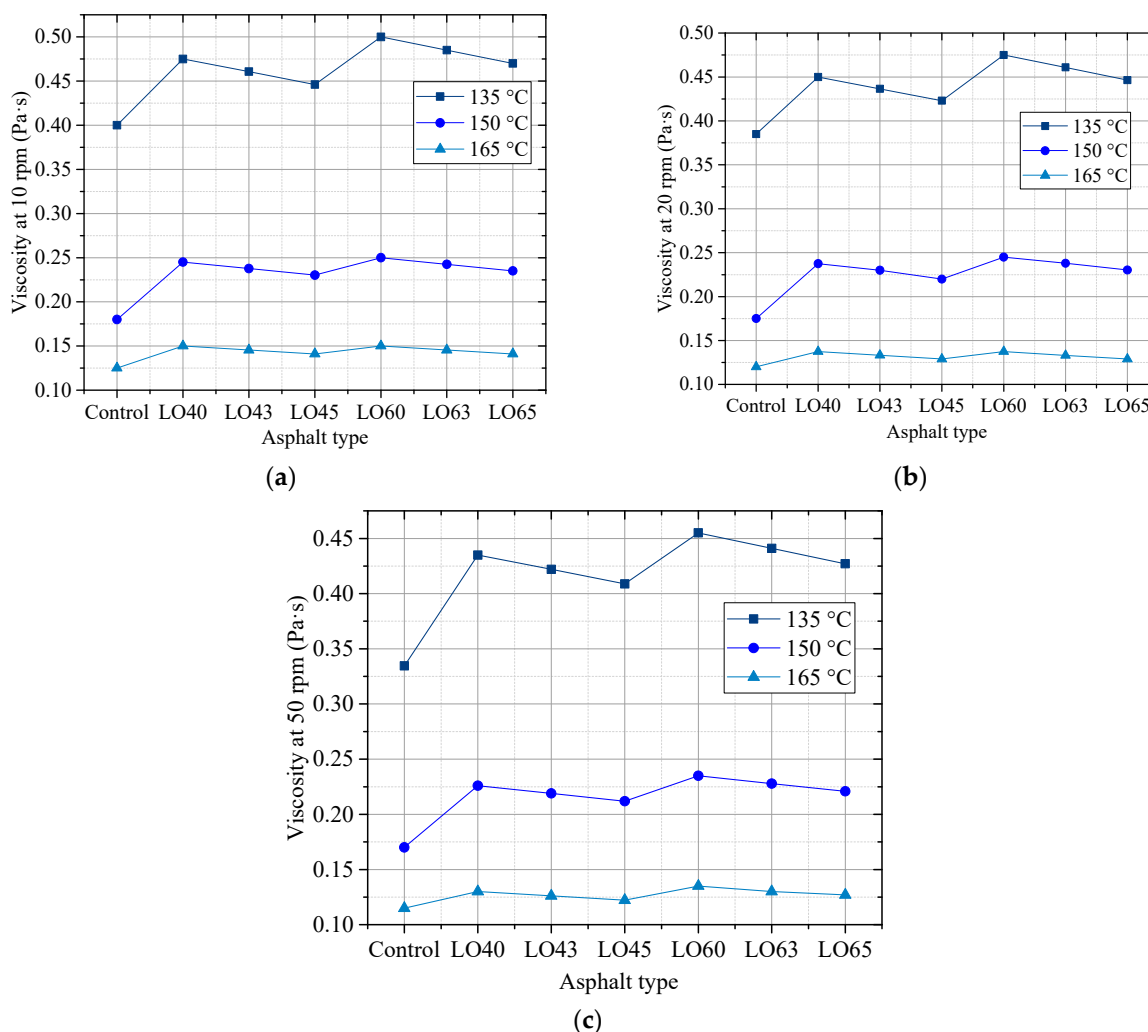 0.50
0.45
0.40
0.35
0.30
0.25
0.20
0.15
0.10
Viscosity at 10 rpm (Pa·s)
135 °C
150 °C
165 °C
Control LO40 LO43 LO45 LO60 LO63 LO65
Asphalt type
(a)
0.50
0.45
0.40
0.35
0.30
0.25
0.20
0.15
0.10
Viscosity at 20 rpm (Pa·s)
135 °C
150 °C
165 °C
Control LO40 LO43 LO45 LO60 LO63 LO65
Asphalt type
(b)
0.45
0.40
0.35
0.30
0.25
0.20
0.15
0.10
Viscosity at 50 rpm (Pa·s)
135 °C
150 °C
165 °C
Control LO40 LO43 LO45 LO60 LO63 LO65
Asphalt type
(c)